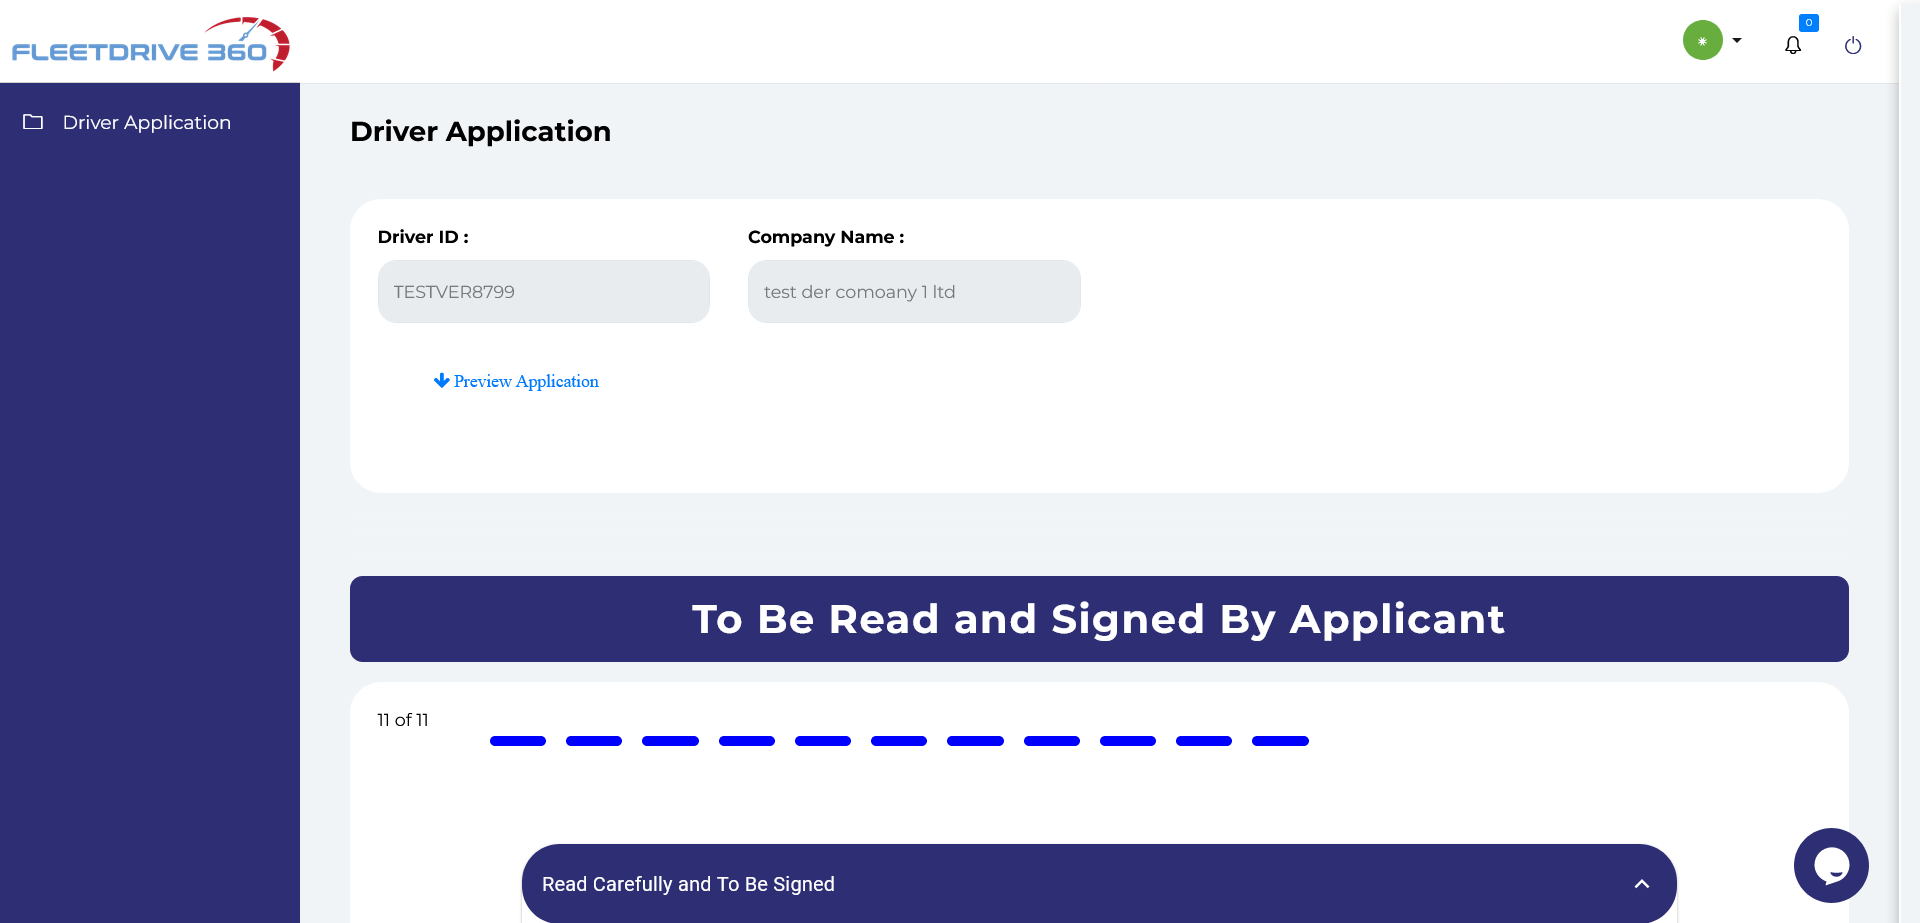 FLEETDRIVE 360
0
Driver Application
Driver Application
Driver ID :
Company Name :
TESTVER8799
test der comoany 1 ltd
Preview Application
To Be Read and Signed By Applicant
11 of 11
Read Carefully and To Be Signed